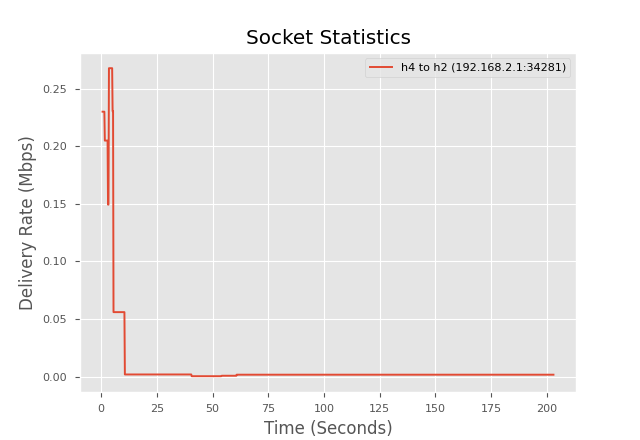 Socket Statistics
h4 to h2 (192.168.2.1:34281)
Delivery Rate (Mbps)
0.25
0.20
0.15
0.10
0.05
0.00
0 25 50 75 100 125 150 175 200
Time (Seconds)